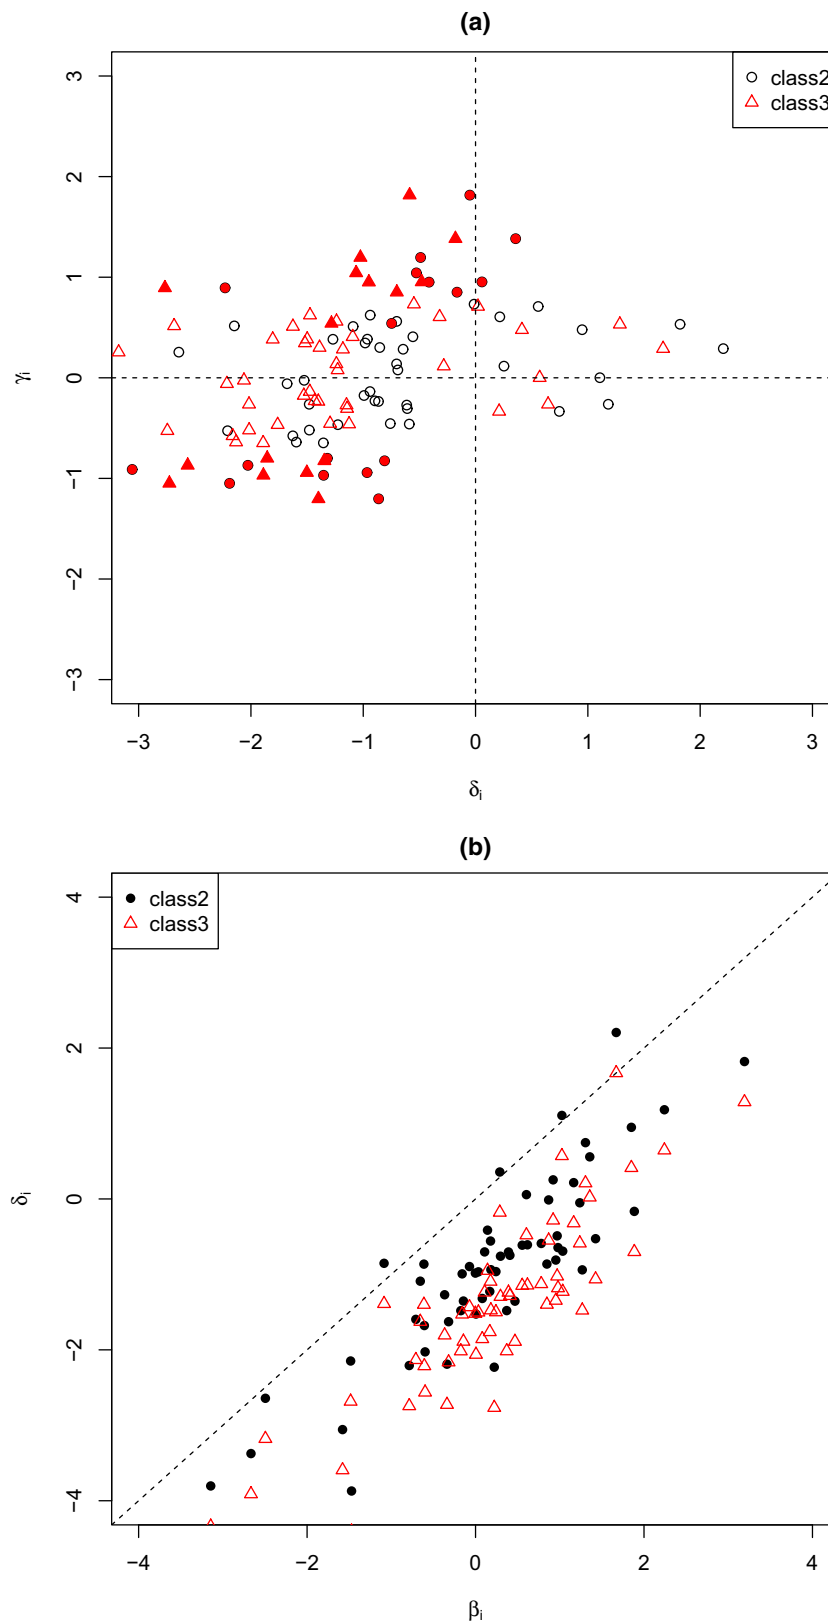 (a)
class2
class3
3
2
1
0
−1
−2
−3
γi
−3 −2 −1 0 1 2 3
δi
(b)
class2
class3
4
2
0
−2
−4
δi
−4 −2 0 2 4
βi